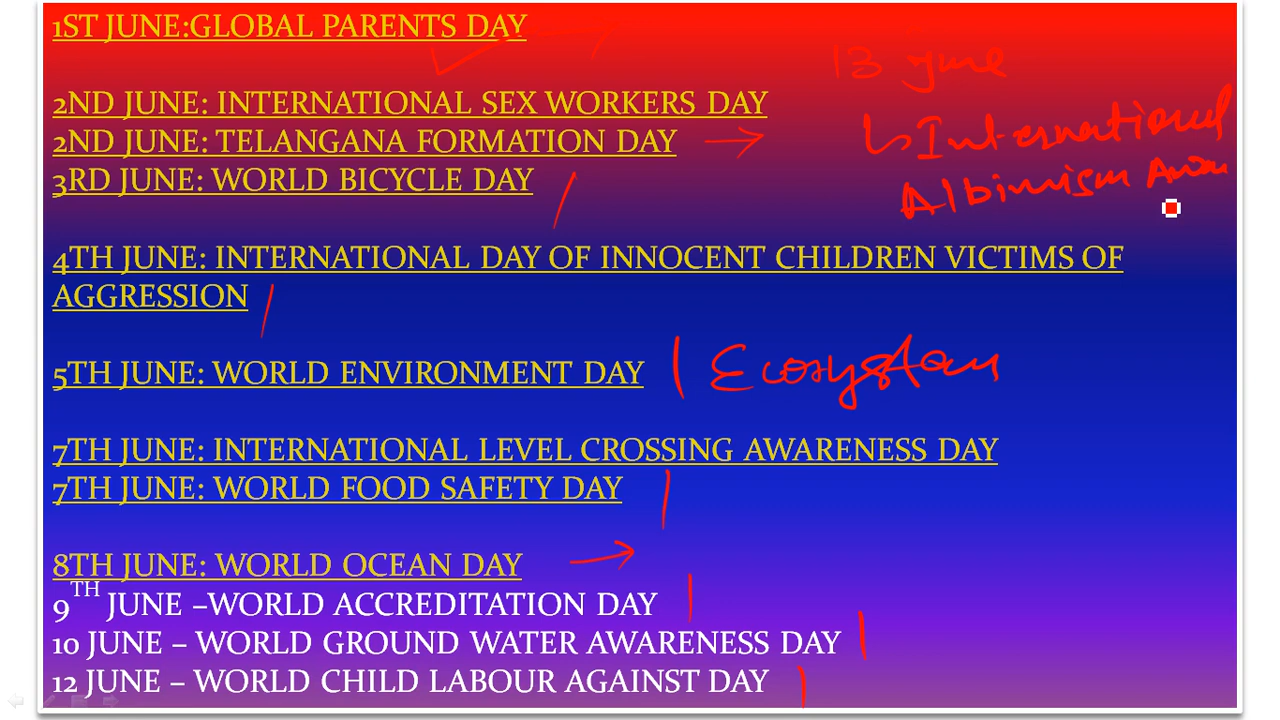 1ST JUNE:GLOBAL PARENTS DAY
2ND JUNE: INTERNATIONAL SEX WORKERS DAY
2ND JUNE: TELANGANA FORMATION DAY
3RD JUNE: WORLD BICYCLE DAY
4TH JUNE: INTERNATIONAL DAY OF INNOCENT CHILDREN VICTIMS OF
AGGRESSION
5TH JUNE: WORLD ENVIRONMENT DAY
7TH JUNE: INTERNATIONAL LEVEL CROSSING AWARENESS DAY
7TH JUNE: WORLD FOOD SAFETY DAY
8TH JUNE: WORLD OCEAN DAY
9TH JUNE –WORLD ACCREDITATION DAY
10 JUNE – WORLD GROUND WATER AWARENESS DAY
12 JUNE – WORLD CHILD LABOUR AGAINST DAY
13 June
International
Albinism
Ecosystem